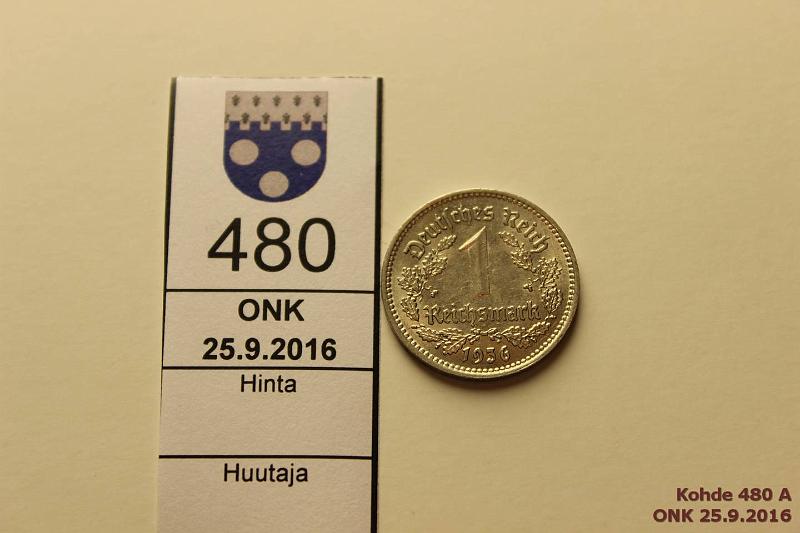 480
ONK
25.9.2016
Hinta
Huutaja
Deutsches Reich
1
Reichsmark
1936
Kohde 480 A
ONK 25.9.2016